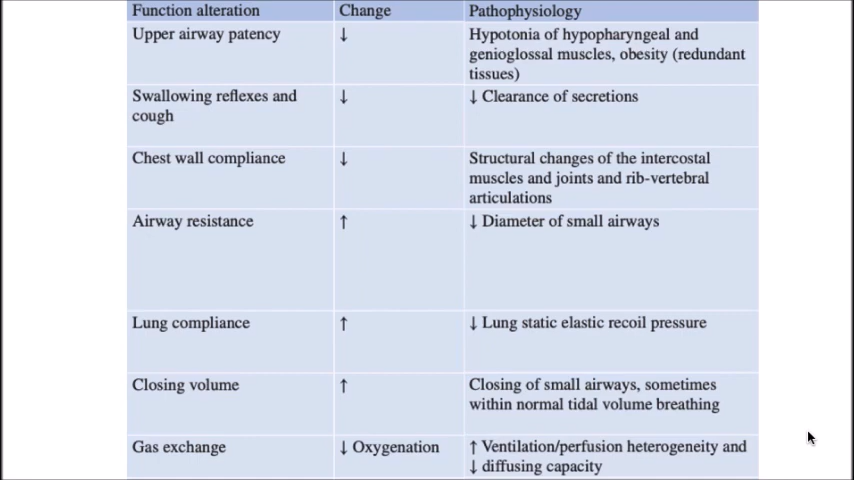 Function alteration Change Pathophysiology
Upper airway patency ↓ Hypotonia of hypopharyngeal and
genioglossal muscles, obesity (redundant
tissues)
Swallowing reflexes and ↓ ↓ Clearance of secretions
cough
Chest wall compliance ↓ Structural changes of the intercostal
muscles and joints and rib-vertebral
articulations
Airway resistance ↑ ↓ Diameter of small airways
Lung compliance ↑ ↓ Lung static elastic recoil pressure
Closing volume ↑ Closing of small airways, sometimes
within normal tidal volume breathing
Gas exchange ↓ Oxygenation ↑ Ventilation/perfusion heterogeneity and
↓ diffusing capacity